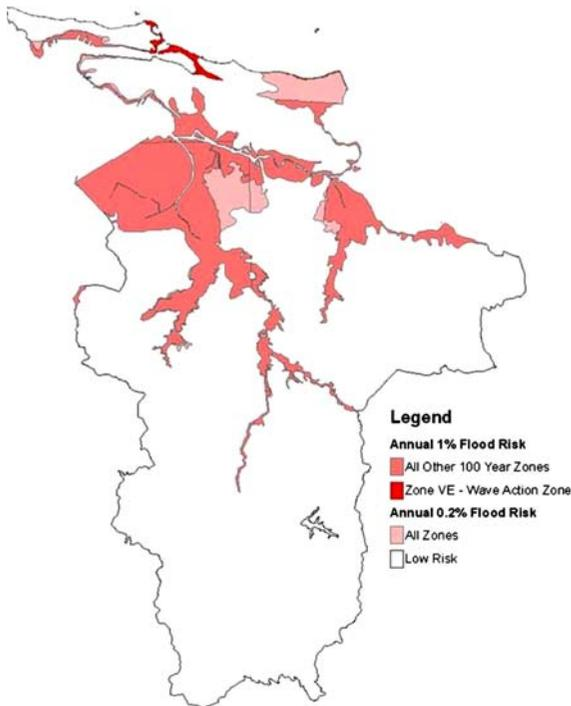 Legend
Annual 1% Flood Risk
All Other 100 Year Zones
Zone VE - Wave Action Zone
Annual 0.2% Flood Risk
All Zones
Low Risk